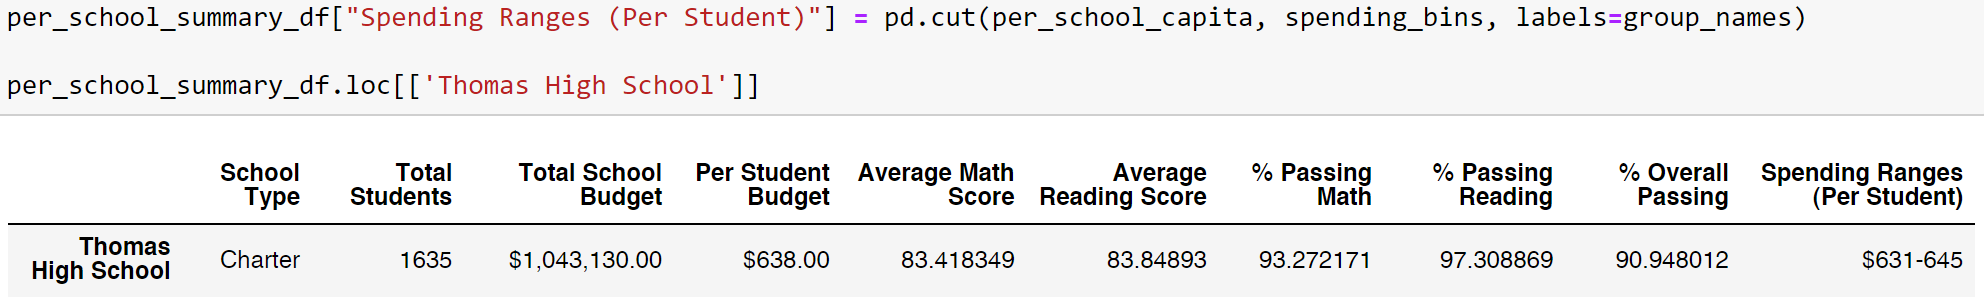 per_school_summary_df["Spending Ranges (Per Student)"] = pd.cut(per_school_capita, spending_bins, labels=group_names)
per_school_summary_df.loc[['Thomas High School']]
School Total Total School Per Student Average Math Average % Passing % Passing % Overall Spending Ranges
Type Students Budget Budget Score Reading Score Math Reading Passing (Per Student)
Thomas
High School Charter 1635 $1,043,130.00 $638.00 83.418349 83.84893 93.272171 97.308869 90.948012 $631-645